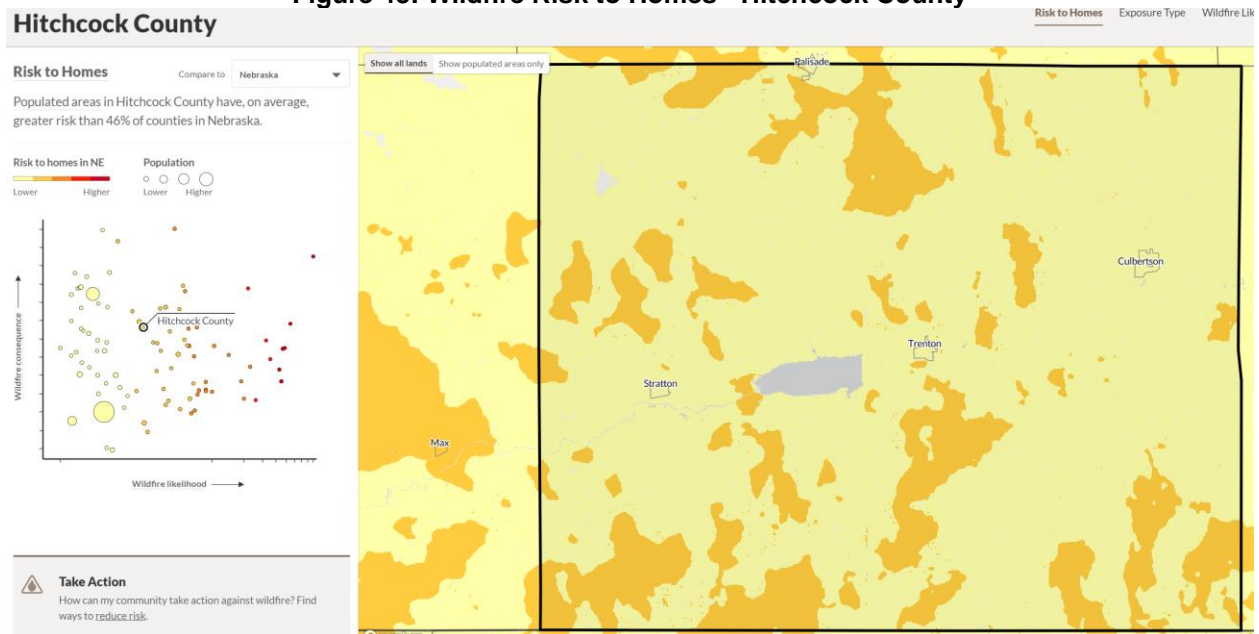 Hitchcock County
Risk to Homes Exposure Type Wildfire Lik
Risk to Homes
Compare to Nebraska
Populated areas in Hitchcock County have, on average,
greater risk than 46% of counties in Nebraska.
Risk to homes in NE
Lower Higher
Population
Lower Higher
Wildfire consequence
Hitchcock County
Wildfire likelihood
Take Action
How can my community take action against wildfire? Find
ways to reduce risk.
Show all lands Show populated areas only
Palisade
Culbertson
Trenton
Stratton
Max